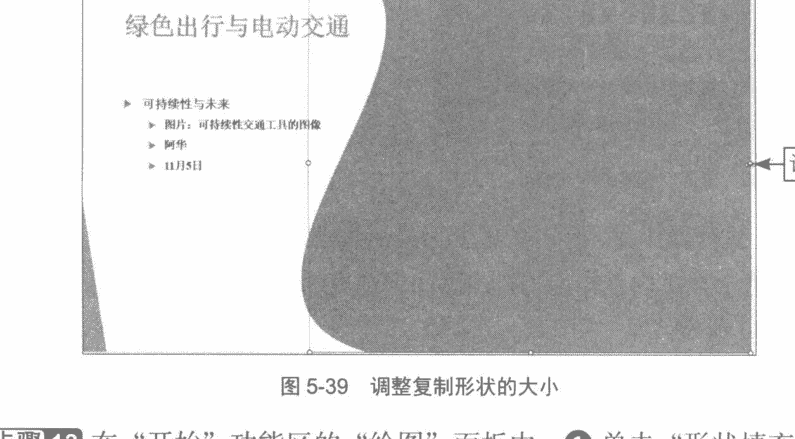 绿色出行与电动交通
可持续性与未来
图片：可持续性交通工具的图像
阿华
11月5日
图 5-39 调整复制形状的大小
在“开始”功能区的“绘图”面板中 ❶ 单击“形状填充